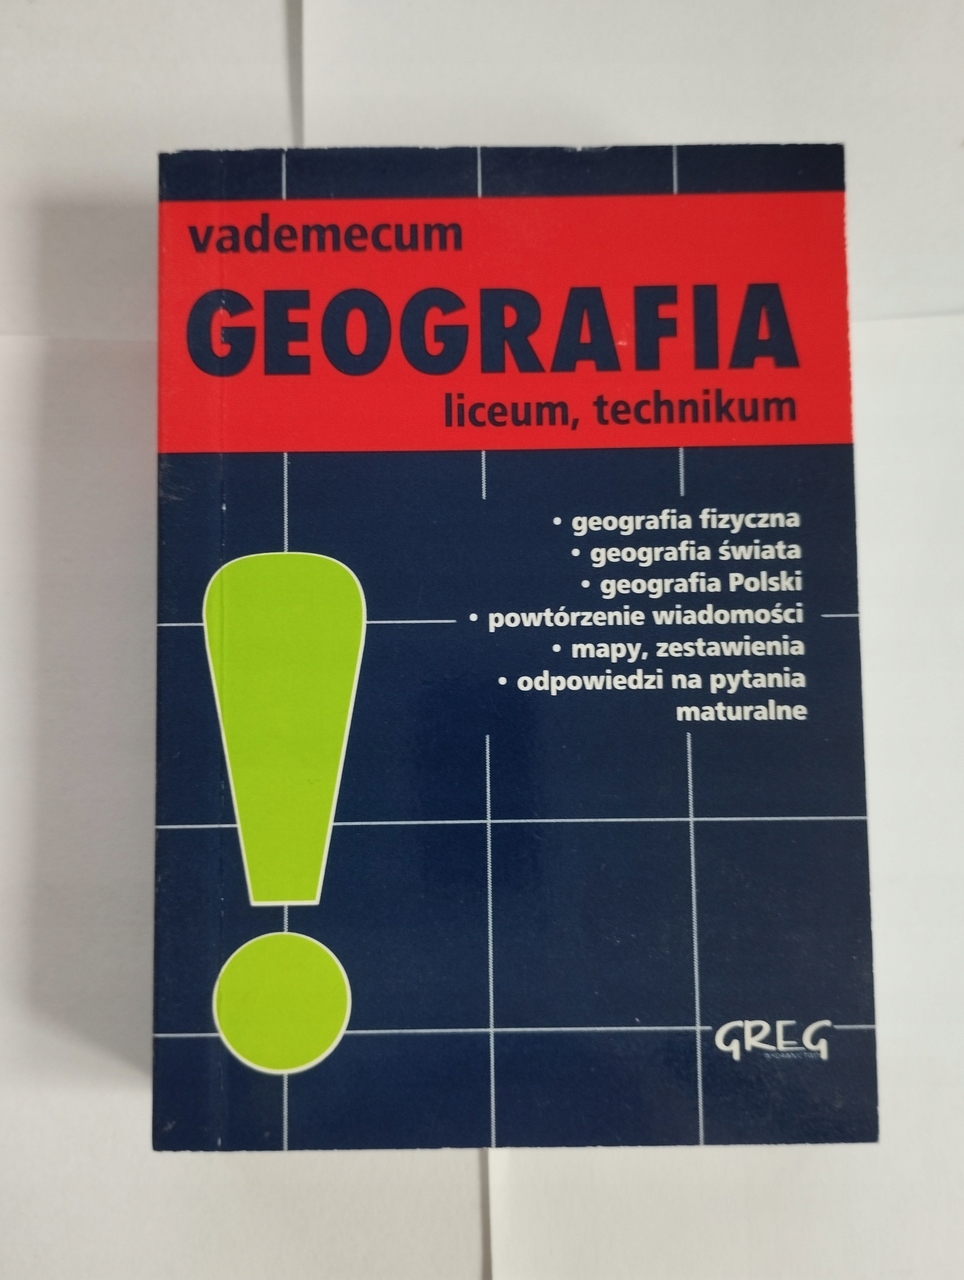 vademecum
GEOGRAFIA
liceum, technikum
• geografia fizyczna
• geografia świata
• geografia Polski
• powtórzenie wiadomości
• mapy, zestawienia
• odpowiedzi na pytania
maturalne
GREG
WYDAWNICTWO